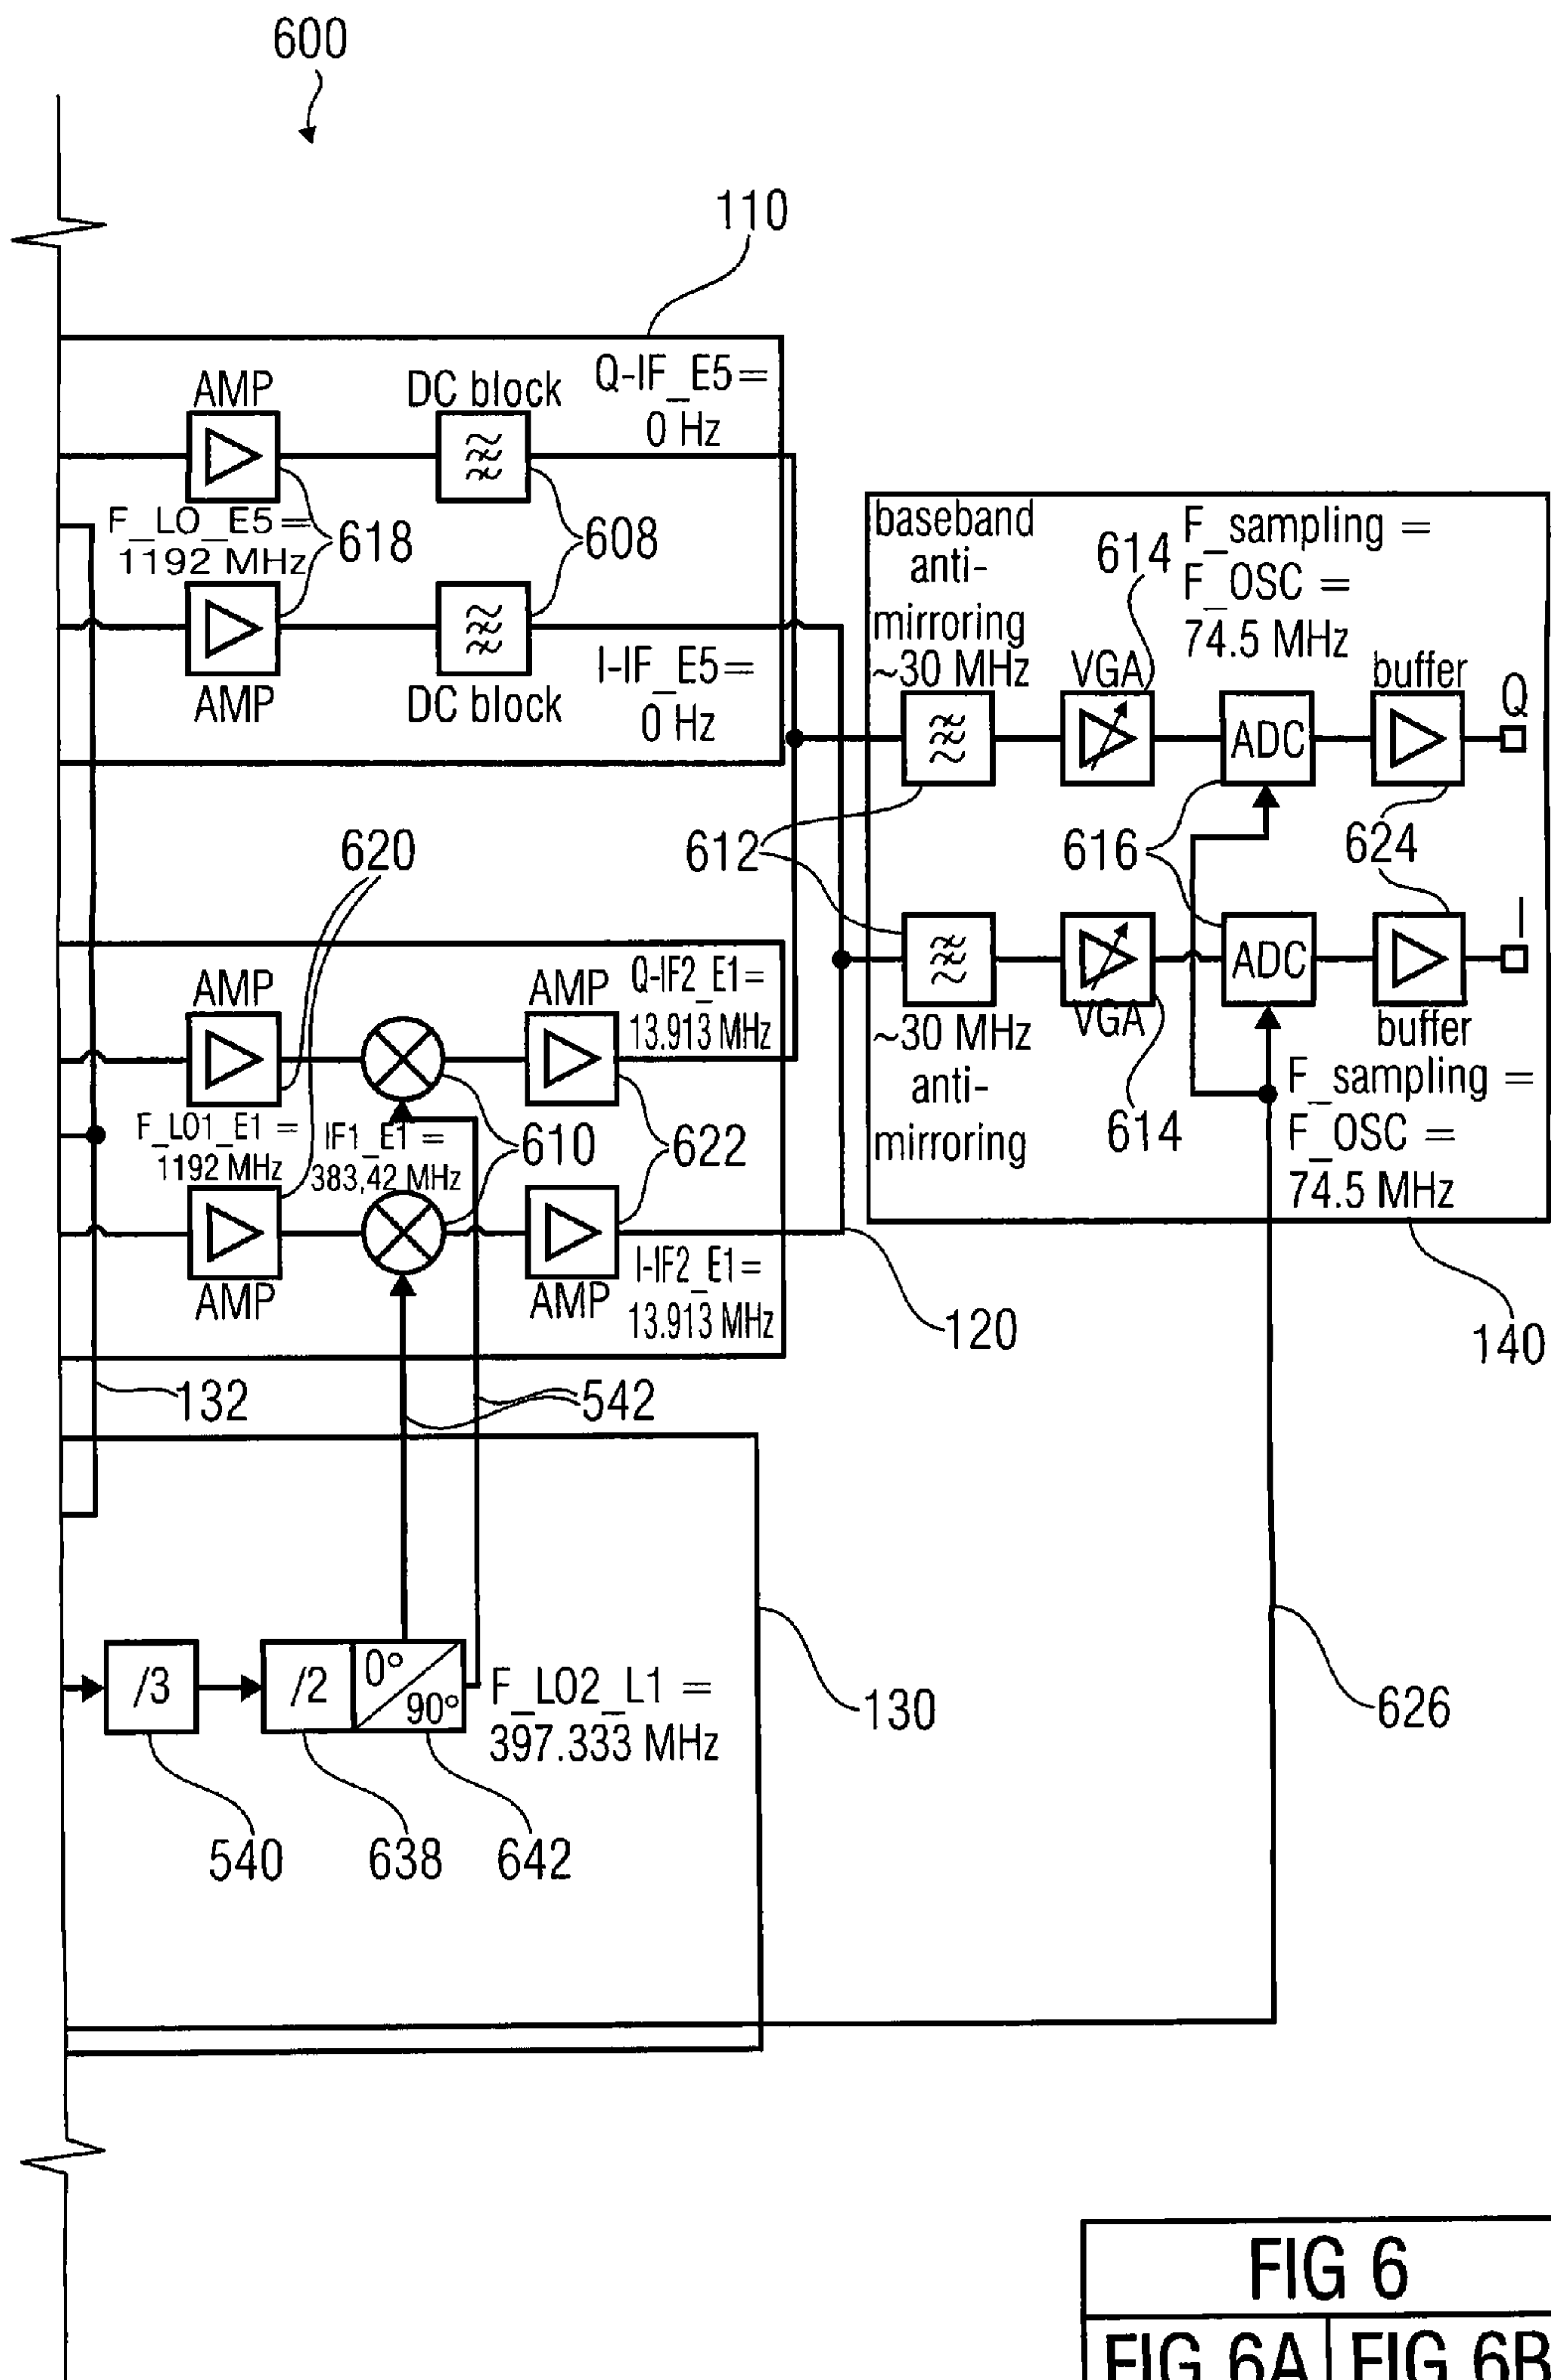 600
110
AMP
DC block
Q-IF_E5 =
0 Hz
F_LO_E5 =
1192 MHz
618
608
AMP
DC block
I-IF_E5 =
0 Hz
baseband
anti-
mirroring
~30 MHz
614
VGA
F_sampling =
F_OSC =
74.5 MHz
buffer
Q
ADC
612
616
624
I
ADC
~30 MHz
anti-
mirroring
VGA
614
buffer
F_sampling =
F_OSC =
74.5 MHz
140
620
AMP
AMP
Q-IF2_E1 =
13.913 MHz
F_LO1_E1 =
1192 MHz
IF1_E1 =
383,42 MHz
610
622
AMP
AMP
I-IF2_E1 =
13.913 MHz
120
132
542
/3
/2
0°
90°
F_LO2_L1 =
397.333 MHz
130
626
540
638
642
FIG 6
FIG 6A
FIG 6B